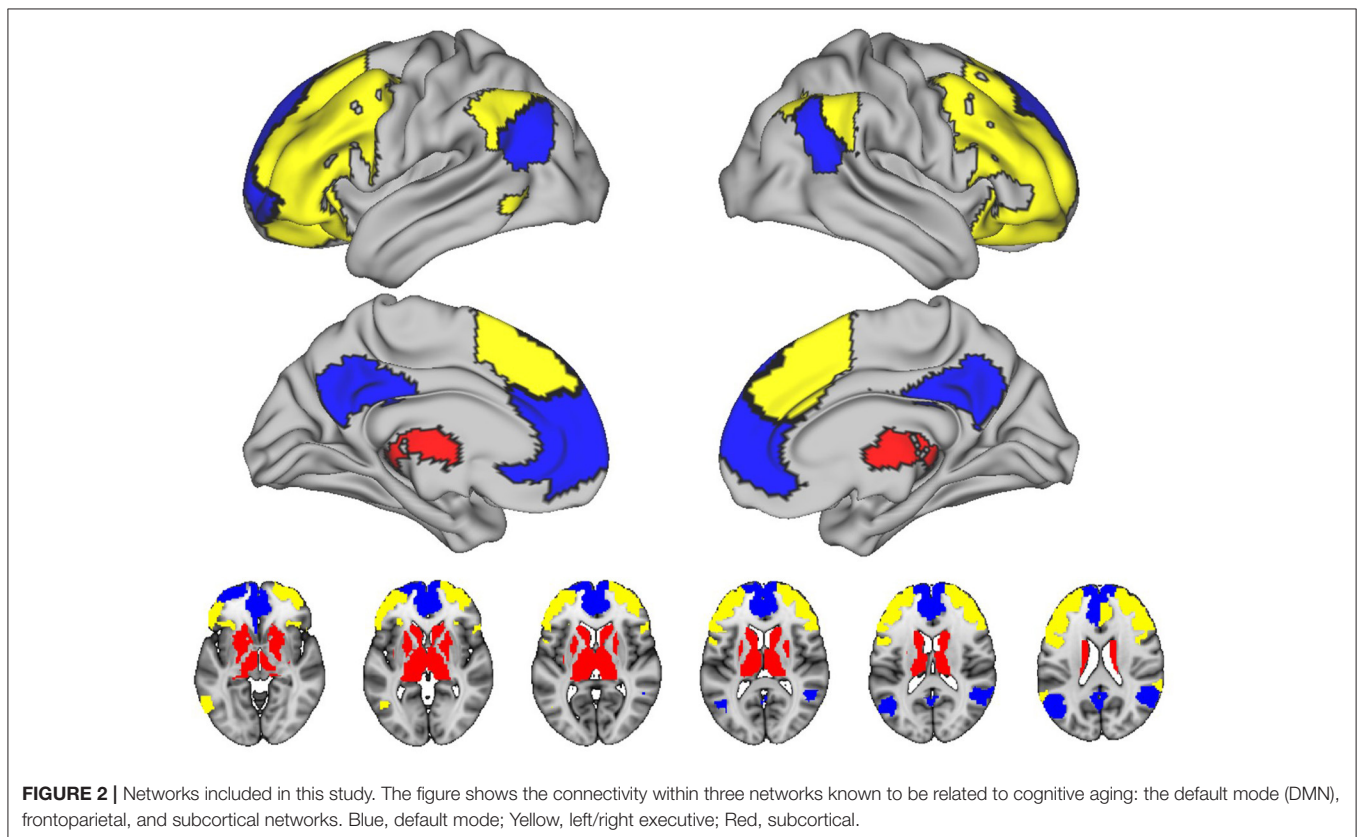 FIGURE 2 | Networks included in this study. The figure shows the connectivity within three networks known to be related to cognitive aging: the default mode (DMN),
frontoparietal, and subcortical networks. Blue, default mode; Yellow, left/right executive; Red, subcortical.